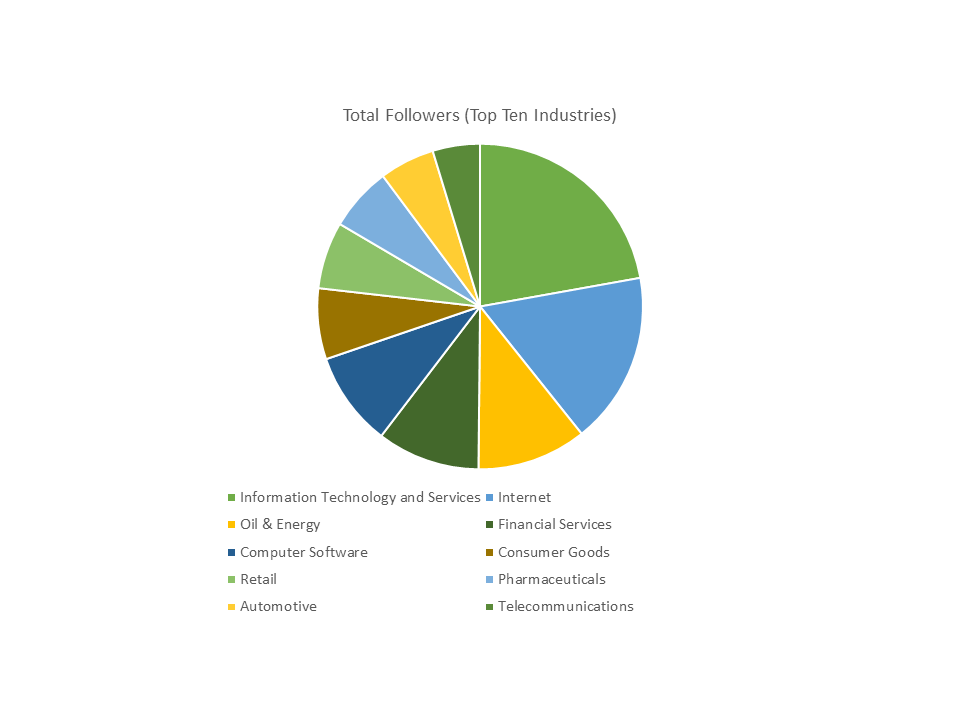 Total Followers (Top Ten Industries)
Information Technology and Services Internet
Oil & Energy Financial Services
Computer Software Consumer Goods
Retail Pharmaceuticals
Automotive Telecommunications